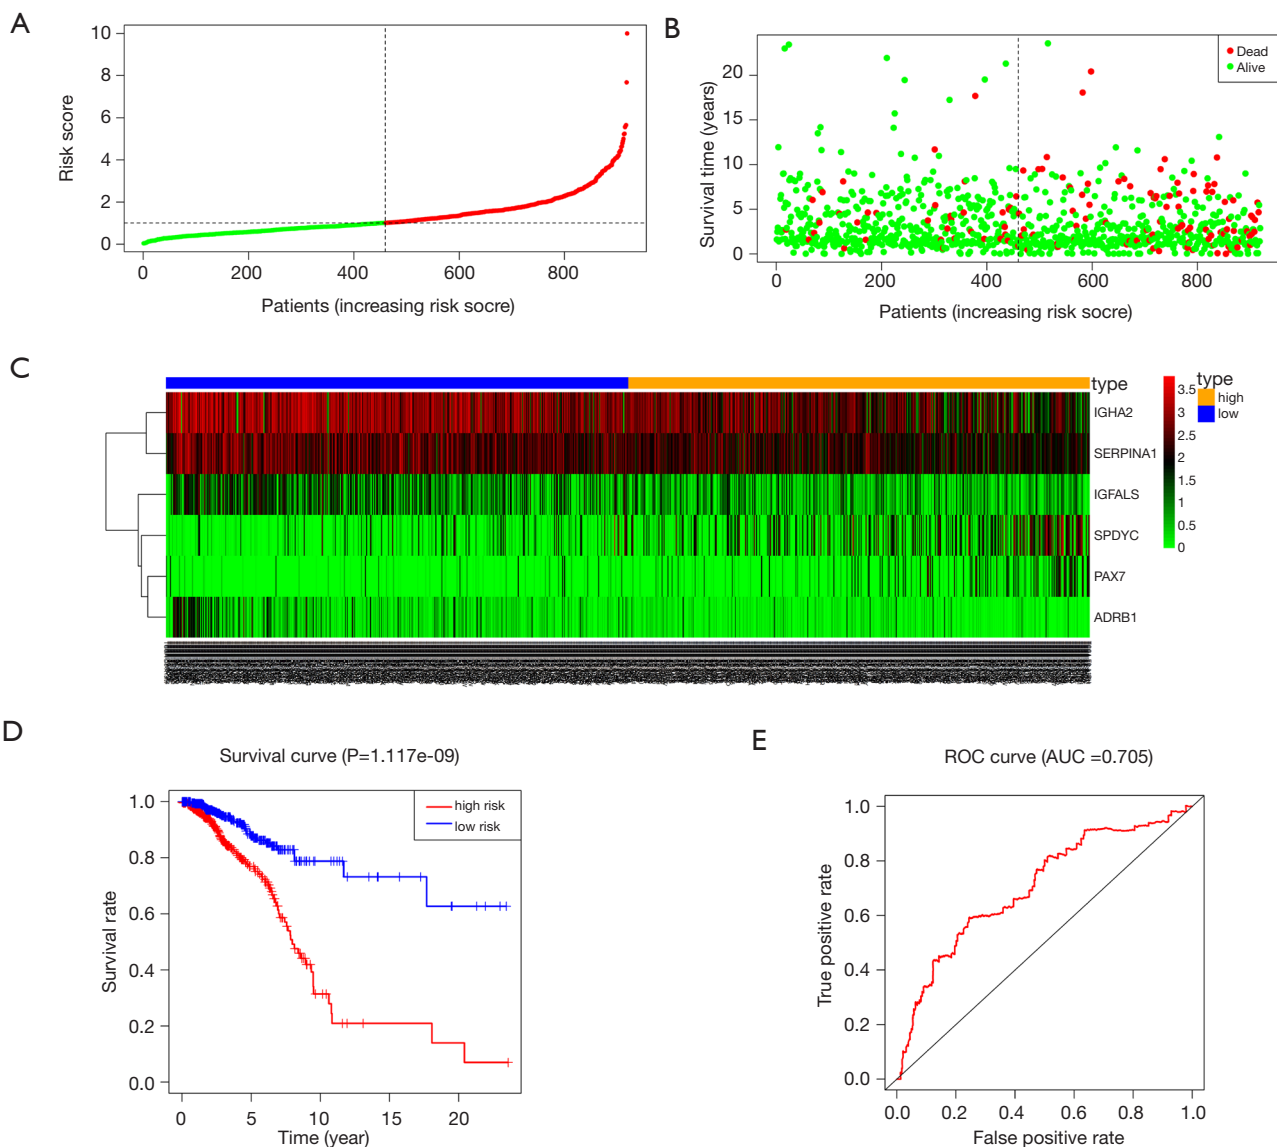 A
10
8
6
4
2
0
Risk score
0 200 400 600 800
Patients (increasing risk socre)
B
20
15
10
5
0
Survival time (years)
Dead
Alive
0 200 400 600 800
Patients (increasing risk socre)
C
type
IGHA2
SERPINA1
IGFALS
SPDYC
PAX7
ADRB1
3.5
3
2.5
2
1.5
1
0.5
0
type
high
low
D
Survival curve (P=1.117e-09)
high risk
low risk
1.0
0.8
0.6
0.4
0.2
0.0
Survival rate
0 5 10 15 20
Time (year)
E
ROC curve (AUC =0.705)
1.0
0.8
0.6
0.4
0.2
0.0
True positive rate
0.0 0.2 0.4 0.6 0.8 1.0
False positive rate